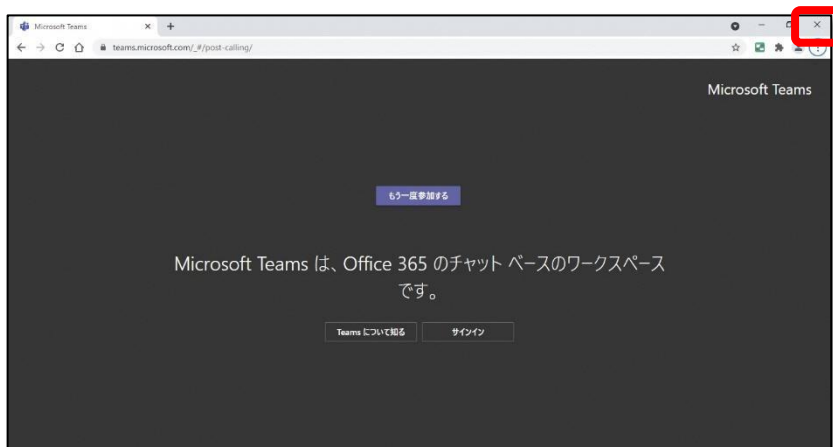 Microsoft Teams
teams.microsoft.com/_#/post-calling/
Microsoft Teams
もう一度参加する
Microsoft Teams は、Office 365 のチャット ベースのワークスペース
です。
Teams について知る
サインイン